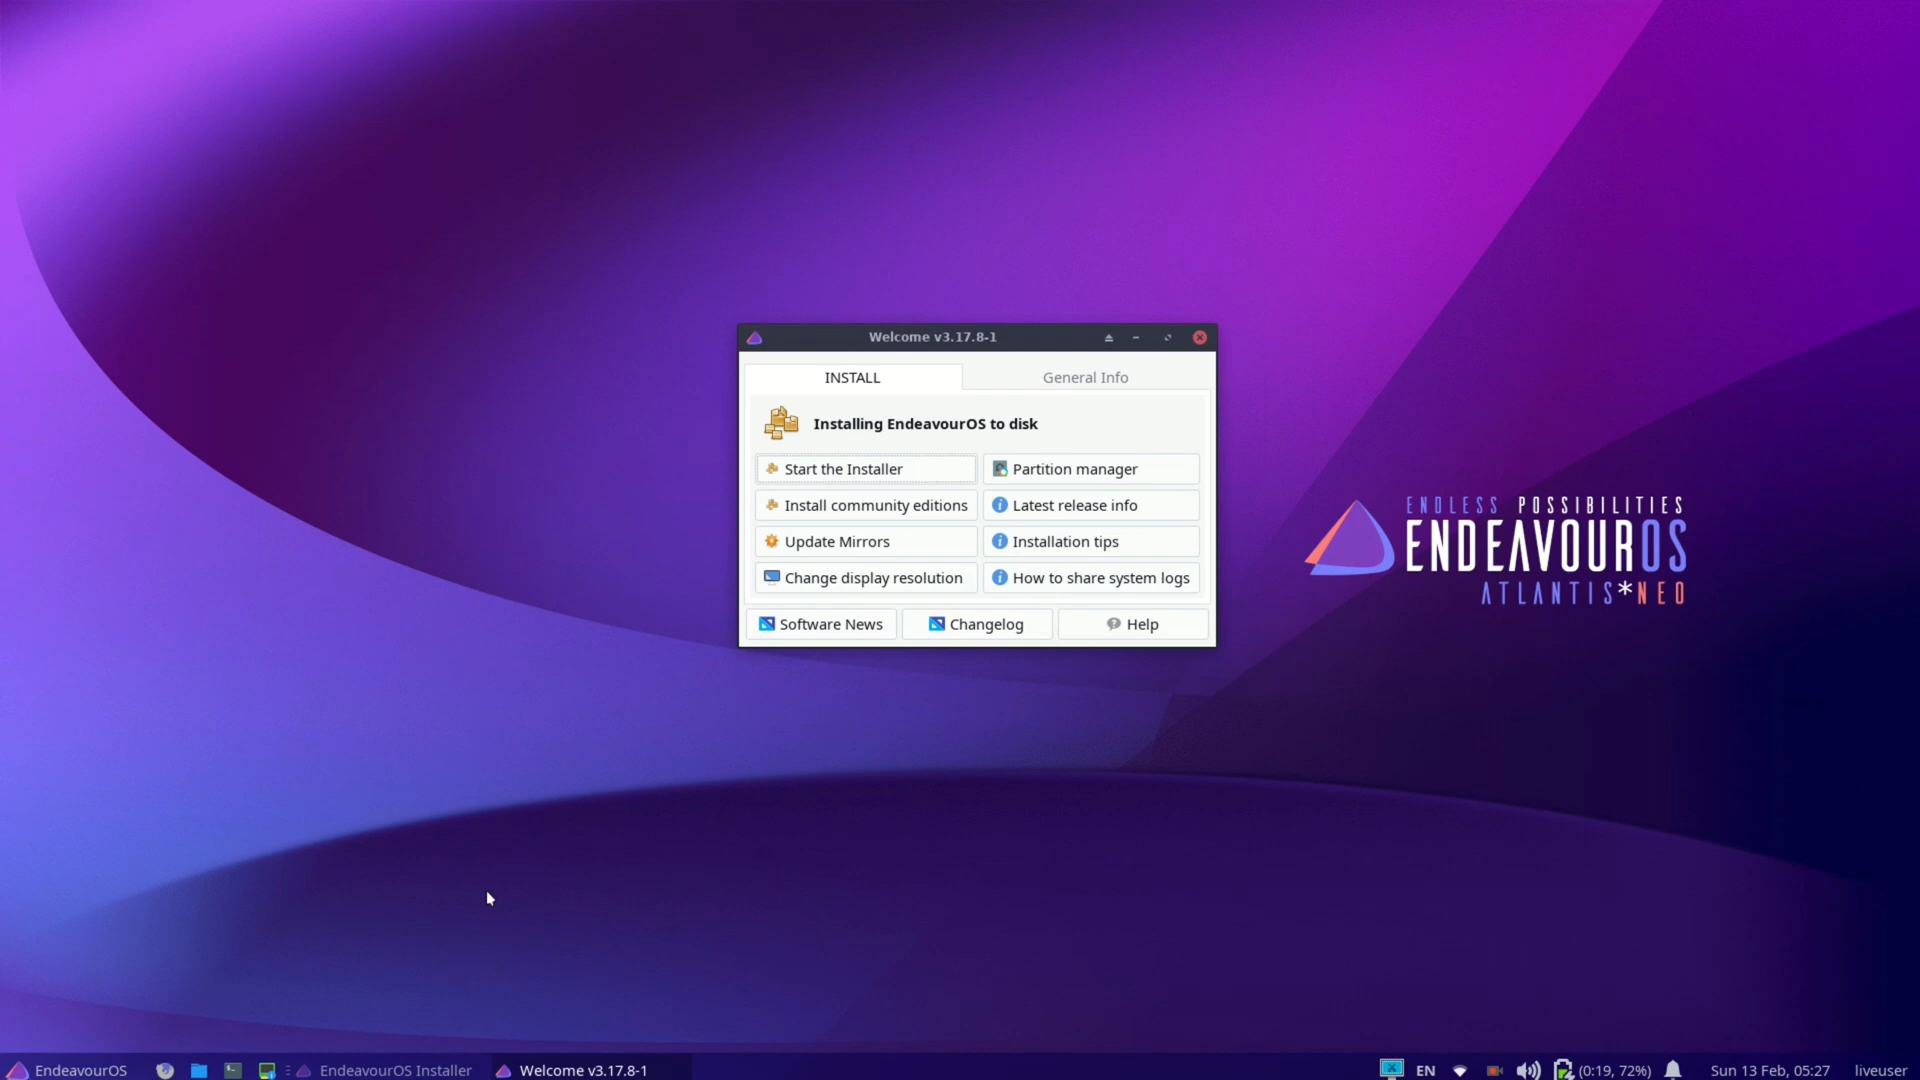 Welcome v3.17.8-1
INSTALL General Info
Installing EndeavourOS to disk
Start the Installer Partition manager
Install community editions Latest release info
Update Mirrors Installation tips
Change display resolution How to share system logs
Software News Changelog Help
ENDLESS POSSIBILITIES
ENDEAVOUROS
ATLANTIS*NEO
EndeavourOS EndeavourOS Installer Welcome v3.17.8-1 EN (0:19, 72%) Sun 13 Feb, 05:27 liveuser